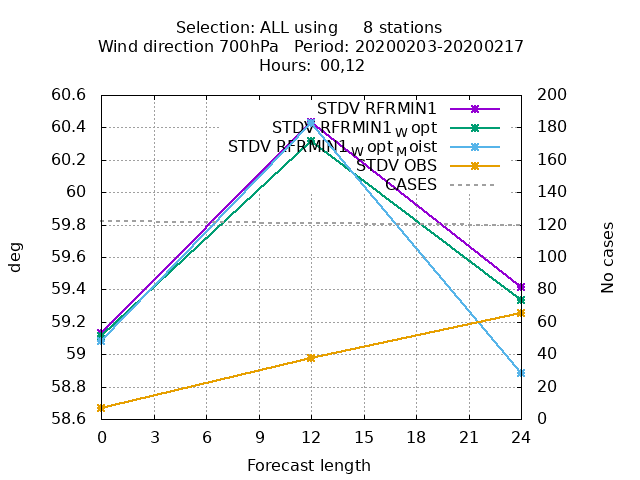 Selection: ALL using     8 stations
Wind direction 700hPa   Period: 20200203-20200217
Hours: 00,12
STDV RFRMIN1
STDV RFRMIN1_W opt
STDV RFRMIN1_W opt_M oist
STDV OBS
CASES
60.6
60.4
60.2
60
59.8
59.6
59.4
59.2
59
58.8
58.6
deg
200
180
160
140
120
100
80
60
40
20
0
No cases
0 3 6 9 12 15 18 21 24
Forecast length